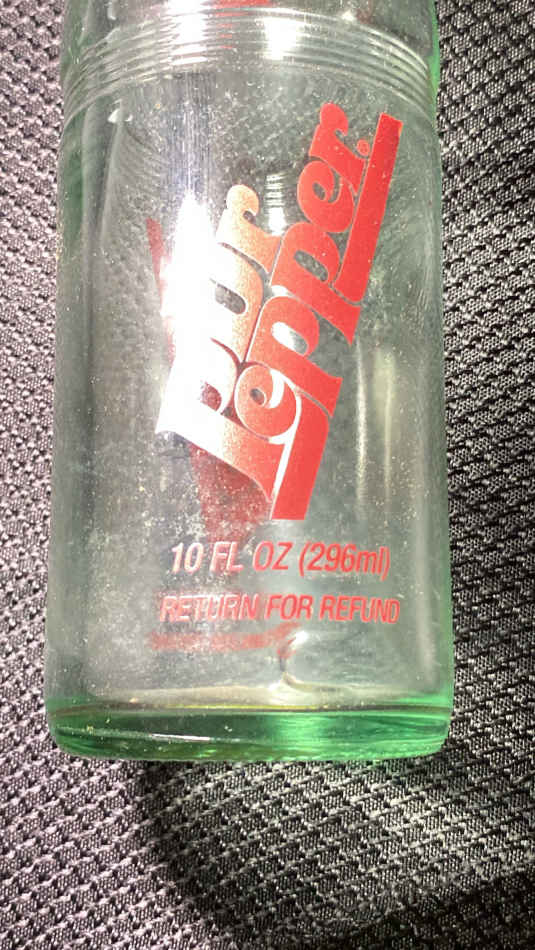 Dr Pepper®
10 FL OZ (296ml)
RETURN FOR REFUND